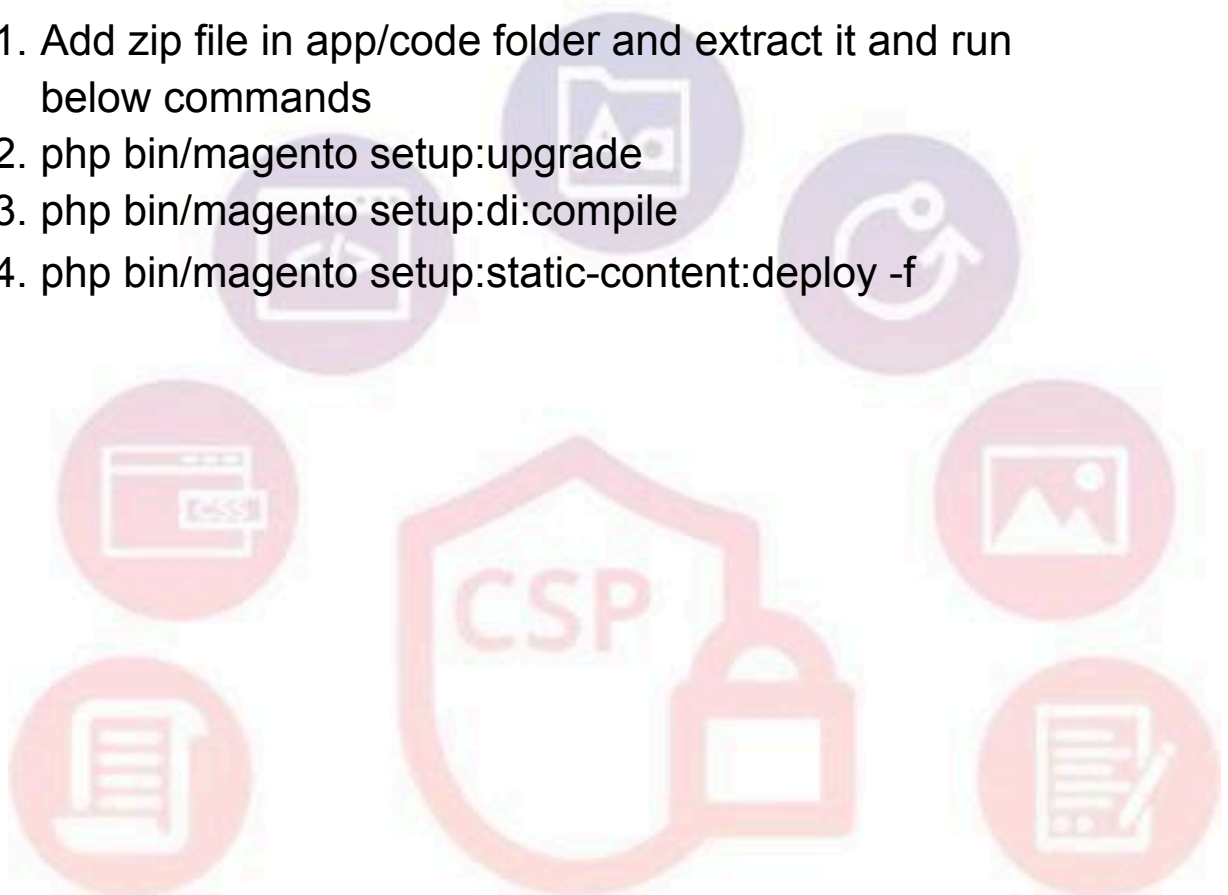 1. Add zip file in app/code folder and extract it and run
below commands
2. php bin/magento setup:upgrade
3. php bin/magento setup:di:compile
4. php bin/magento setup:static-content:deploy -f
Aa
</>
CSS
CSP